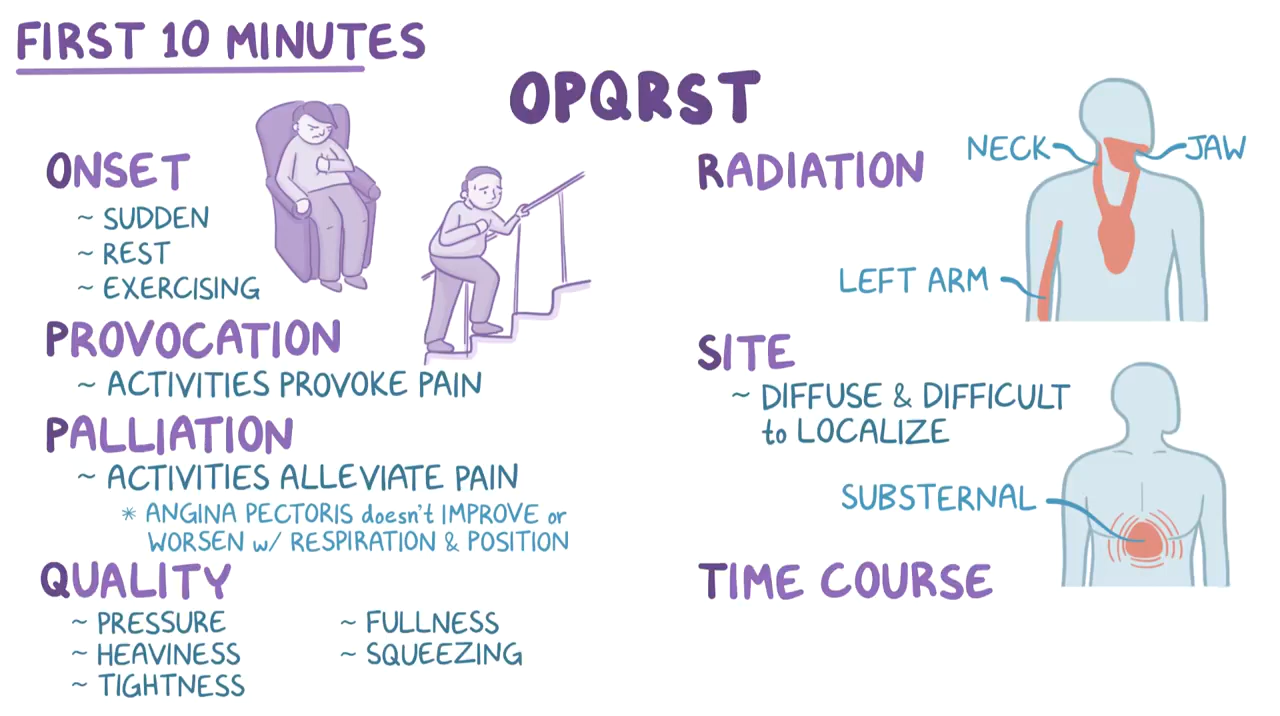 FIRST 10 MINUTES
OPQRST
ONSET
~ SUDDEN
~ REST
~ EXERCISING
PROVOCATION
~ ACTIVITIES PROVOKE PAIN
PALLIATION
~ ACTIVITIES ALLEVIATE PAIN
* ANGINA PECTORIS doesn't IMPROVE or
WORSEN w/ RESPIRATION & POSITION
QUALITY
~ PRESSURE
~ HEAVINESS
~ TIGHTNESS
~ FULLNESS
~ SQUEEZING
RADIATION
NECK
JAW
LEFT ARM
SITE
~ DIFFUSE & DIFFICULT
to LOCALIZE
SUBSTERNAL
TIME COURSE